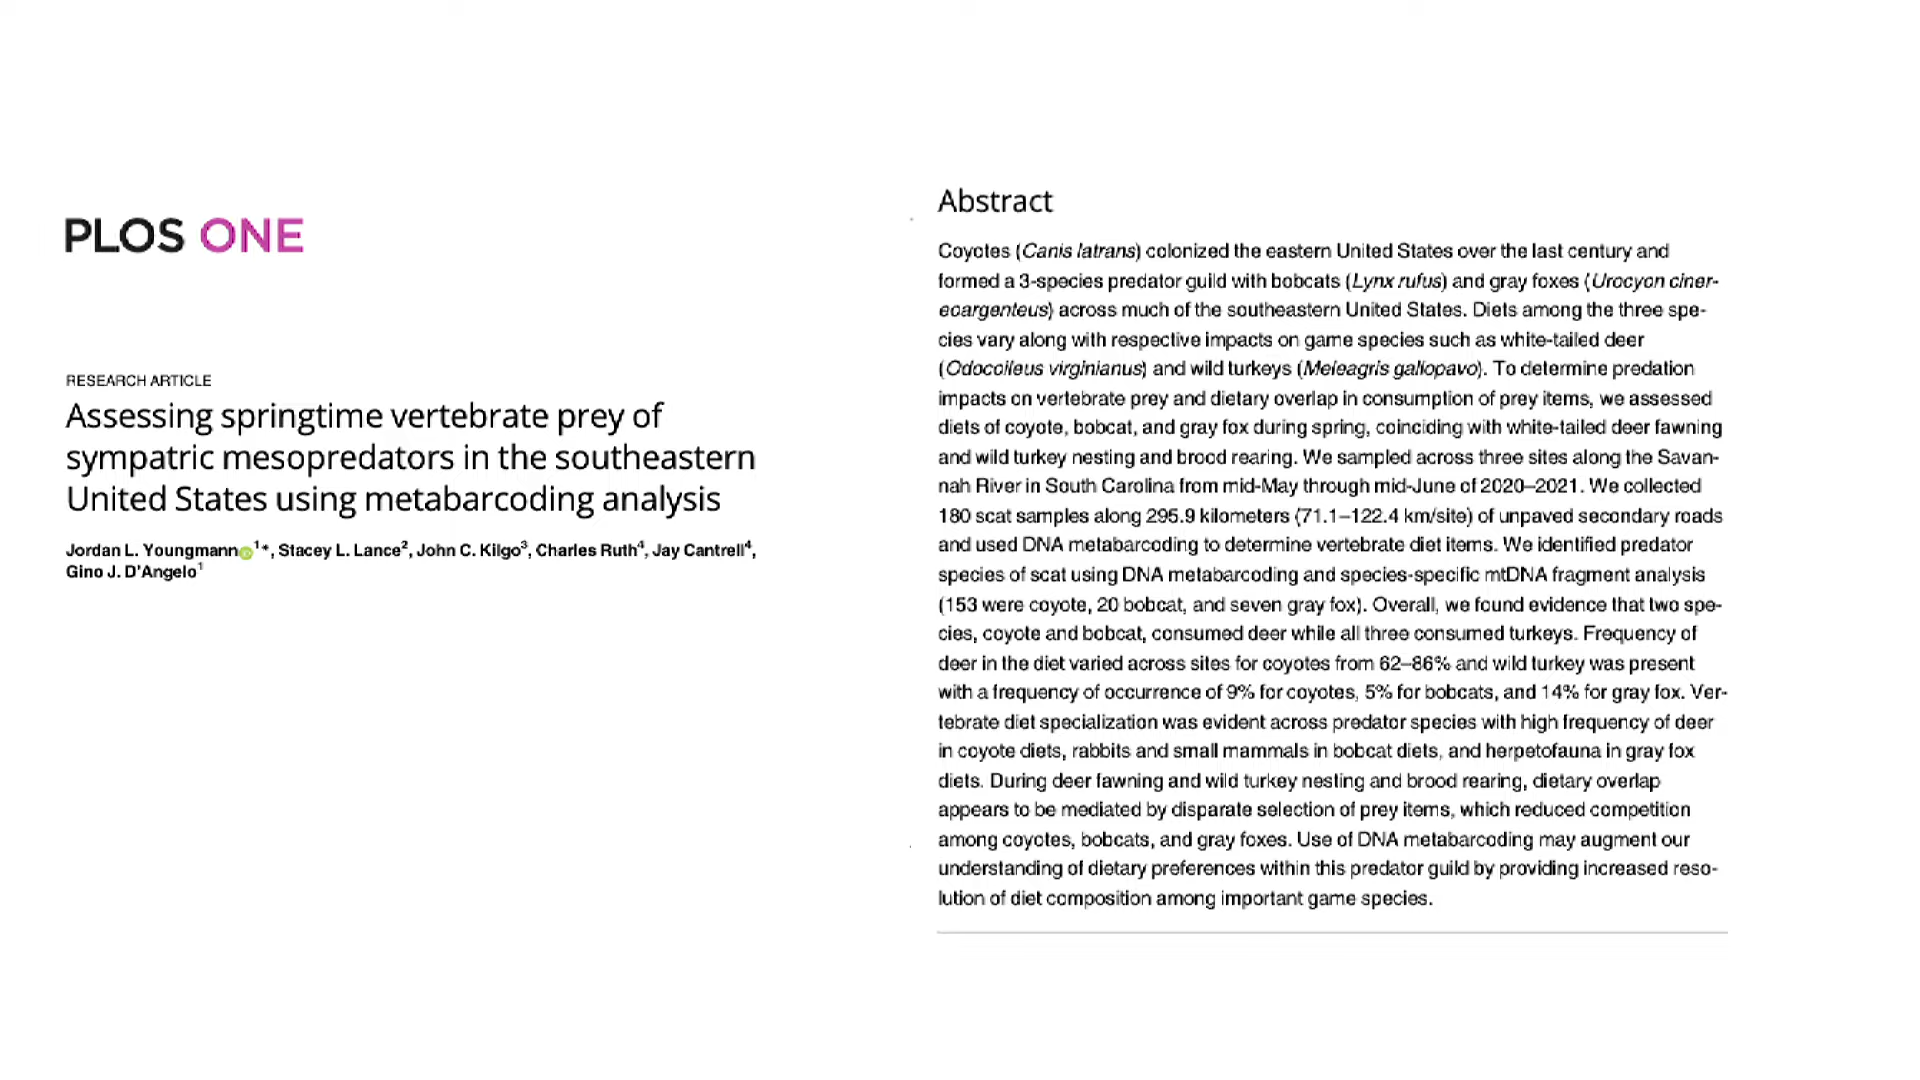 PLOS ONE
RESEARCH ARTICLE
Assessing springtime vertebrate prey of
sympatric mesopredators in the southeastern
United States using metabarcoding analysis
Jordan L. Youngmann 1*, Stacey L. Lance2, John C. Kilgo3, Charles Ruth4, Jay Cantrell4,
Gino J. D'Angelo1
Abstract
Coyotes (Canis latrans) colonized the eastern United States over the last century and
formed a 3-species predator guild with bobcats (Lynx rufus) and gray foxes (Urocyon ciner-
eoargenteus) across much of the southeastern United States. Diets among the three spe-
cies vary along with respective impacts on game species such as white-tailed deer
(Odocoileus virginianus) and wild turkeys (Meleagris gallopavo). To determine predation
impacts on vertebrate prey and dietary overlap in consumption of prey items, we assessed
diets of coyote, bobcat, and gray fox during spring, coinciding with white-tailed deer fawning
and wild turkey nesting and brood rearing. We sampled across three sites along the Savan-
nah River in South Carolina from mid-May through mid-June of 2020–2021. We collected
180 scat samples along 295.9 kilometers (71.1–122.4 km/site) of unpaved secondary roads
and used DNA metabarcoding to determine vertebrate diet items. We identified predator
species of scat using DNA metabarcoding and species-specific mtDNA fragment analysis
(153 were coyote, 20 bobcat, and seven gray fox). Overall, we found evidence that two spe-
cies, coyote and bobcat, consumed deer while all three consumed turkeys. Frequency of
deer in the diet varied across sites for coyotes from 62–86% and wild turkey was present
with a frequency of occurrence of 9% for coyotes, 5% for bobcats, and 14% for gray fox. Ver-
tebrate diet specialization was evident across predator species with high frequency of deer
in coyote diets, rabbits and small mammals in bobcat diets, and herpetofauna in gray fox
diets. During deer fawning and wild turkey nesting and brood rearing, dietary overlap
appears to be mediated by disparate selection of prey items, which reduced competition
among coyotes, bobcats, and gray foxes. Use of DNA metabarcoding may augment our
understanding of dietary preferences within this predator guild by providing increased reso-
lution of diet composition among important game species.